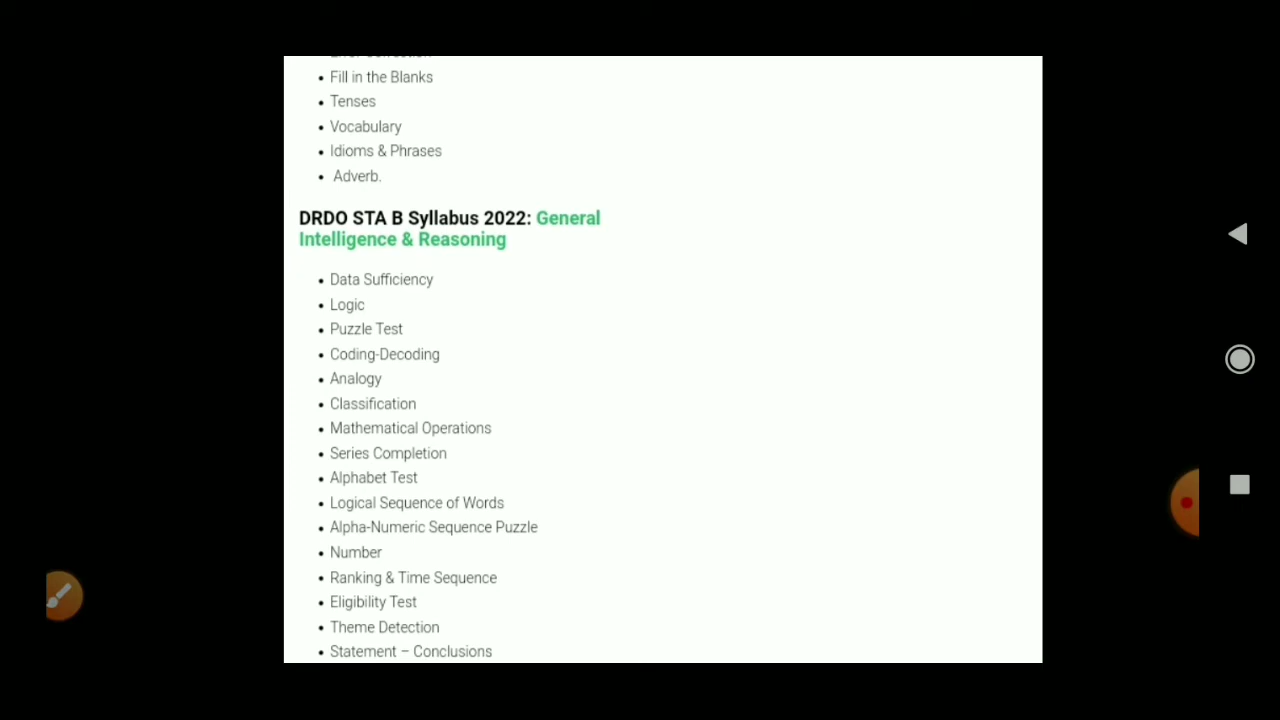 Fill in the Blanks
Tenses
Vocabulary
Idioms & Phrases
Adverb.
DRDO STA B Syllabus 2022: General
Intelligence & Reasoning
Data Sufficiency
Logic
Puzzle Test
Coding-Decoding
Analogy
Classification
Mathematical Operations
Series Completion
Alphabet Test
Logical Sequence of Words
Alpha-Numeric Sequence Puzzle
Number
Ranking & Time Sequence
Eligibility Test
Theme Detection
Statement – Conclusions